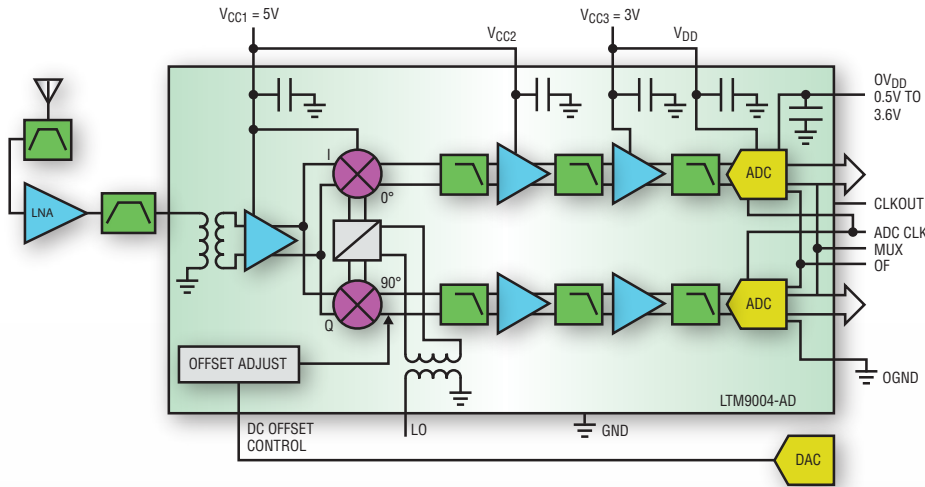 VCC1 = 5V
VCC3 = 3V
VCC2
VDD
OVDD
0.5V TO
3.6V
I
0°
ADC
LNA
CLKOUT
ADC CLK
MUX
OF
90°
Q
ADC
OFFSET ADJUST
OGND
LTM9004-AD
DC OFFSET
CONTROL
LO
GND
DAC